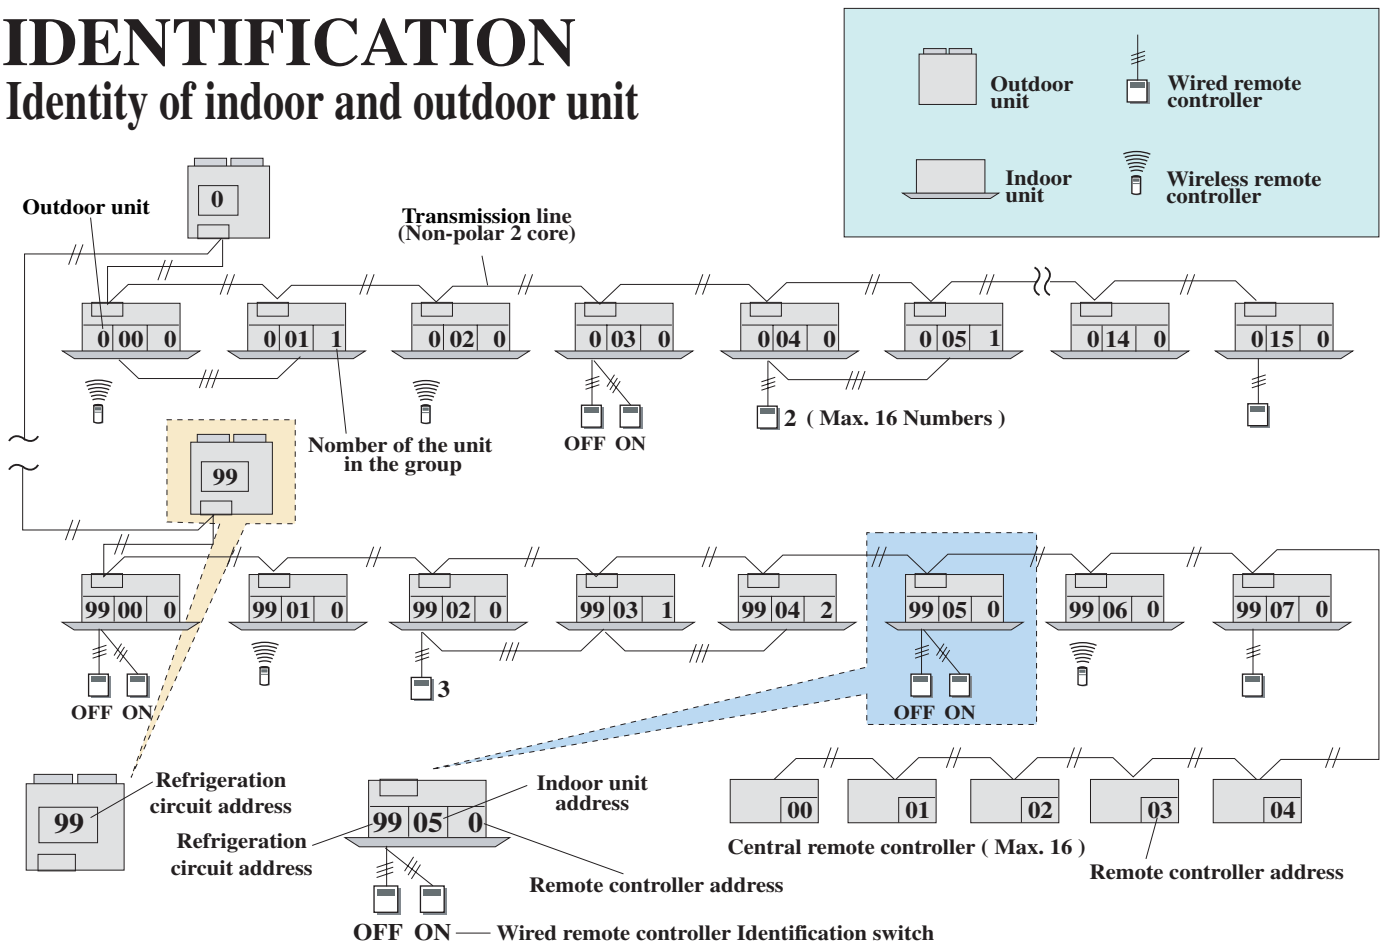 IDENTIFICATION
Identity of indoor and outdoor unit
Outdoor
unit
Wired remote
controller
Indoor
unit
Wireless remote
controller
0
Outdoor unit
Transmission line
(Non-polar 2 core)
0 00 0
0 01 1
0 02 0
0 03 0
0 04 0
0 05 1
0 14 0
0 15 0
OFF ON
2 ( Max. 16 Numbers )
Nomber of the unit
in the group
99
99 00 0
99 01 0
99 02 0
99 03 1
99 04 2
99 05 0
99 06 0
99 07 0
OFF ON
3
OFF ON
99
Refrigeration
circuit address
Refrigeration
circuit address
99 05 0
Indoor unit
address
Remote controller address
OFF ON
Wired remote controller Identification switch
00
01
02
03
04
Central remote controller ( Max. 16 )
Remote controller address